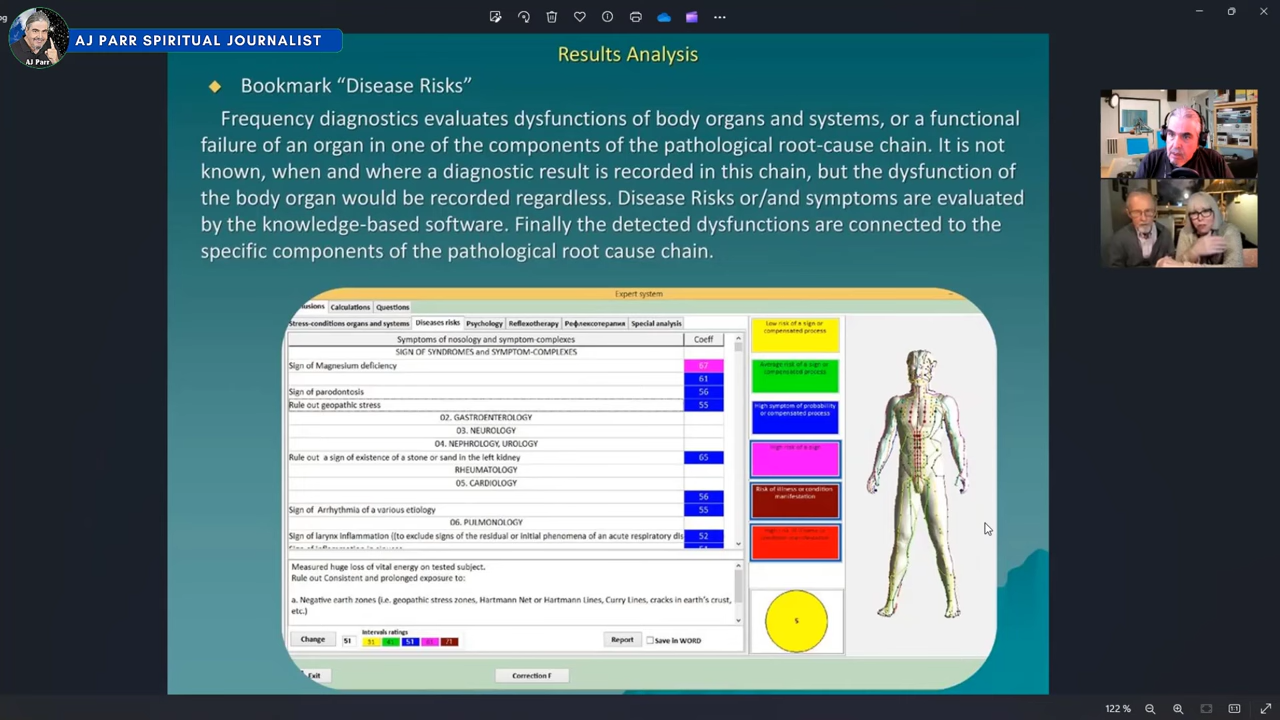 AJ PARR SPIRITUAL JOURNALIST
AJ Parr
Results Analysis
Bookmark “Disease Risks”
Frequency diagnostics evaluates dysfunctions of body organs and systems, or a functional
failure of an organ in one of the components of the pathological root-cause chain. It is not
known, when and where a diagnostic result is recorded in this chain, but the dysfunction of
the body organ would be recorded regardless. Disease Risks or/and symptoms are evaluated
by the knowledge-based software. Finally the detected dysfunctions are connected to the
specific components of the pathological root cause chain.
Expert system
Calculations Questions
Stress-conditions organs and systems Diseases risks Psychology Reflexotherapy Рефлексотерапия Special analysis
Symptoms of nosology and symptom-complexes Coeff
SIGN OF SYNDROMES and SYMPTOM-COMPLEXES
Sign of Magnesium deficiency 67
61
Sign of parodontosis 56
Rule out geopathic stress 55
02. GASTROENTEROLOGY
03. NEUROLOGY
04. NEPHROLOGY, UROLOGY
Rule out a sign of existence of a stone or sand in the left kidney 65
RHEUMATOLOGY
05. CARDIOLOGY
56
Sign of Arrhythmia of a various etiology 55
06. PULMONOLOGY
Sign of larynx inflammation ((to exclude signs of the residual or initial phenomena of an acute respiratory dis 52
Measured huge loss of vital energy on tested subject.
Rule out Consistent and prolonged exposure to:
a. Negative earth zones (i.e. geopathic stress zones, Hartmann Net or Hartmann Lines, Curry Lines, cracks in earth's crust,
etc.)
Low risk of a sign or
compensated process
Average risk of a sign or
compensated process
High symptom of probability
or compensated process
High risk of a sign
Risk of illness or condition
manifestation
Intervals ratings
Change 51 51 53 71 Report Save in WORD
Exit Correction F
122 %